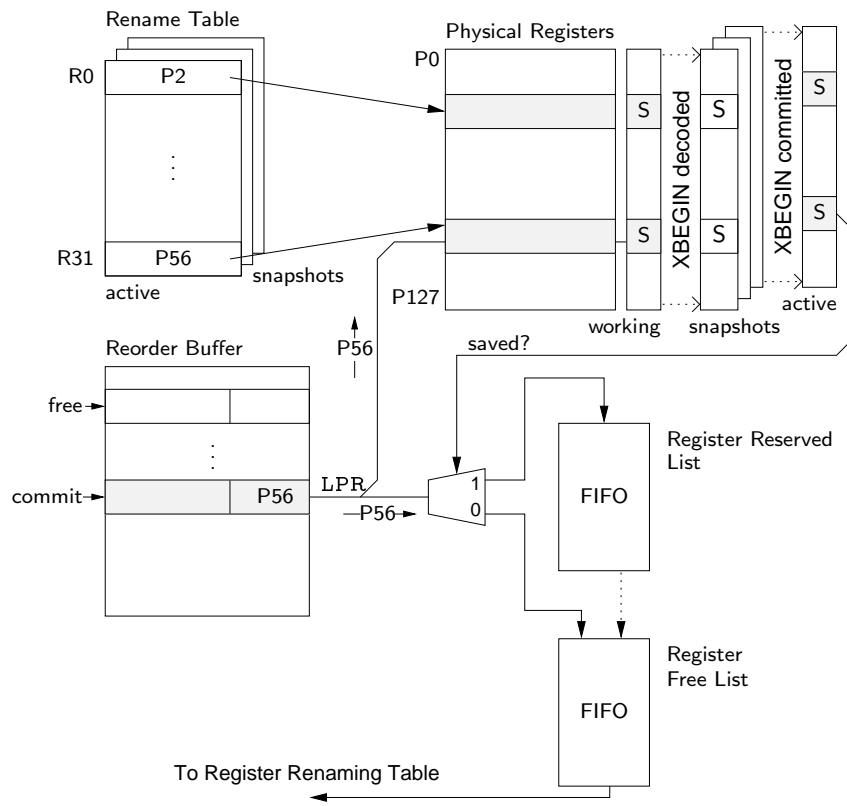 Rename Table
R0
P2
⋮
R31
P56
active
snapshots
Physical Registers
P0
P127
S
S
working
XBEGIN decoded
S
S
snapshots
XBEGIN committed
S
S
active
P56
saved?
Reorder Buffer
free
⋮
commit
P56
LPR
P56
1
0
FIFO
Register Reserved
List
FIFO
Register
Free List
To Register Renaming Table